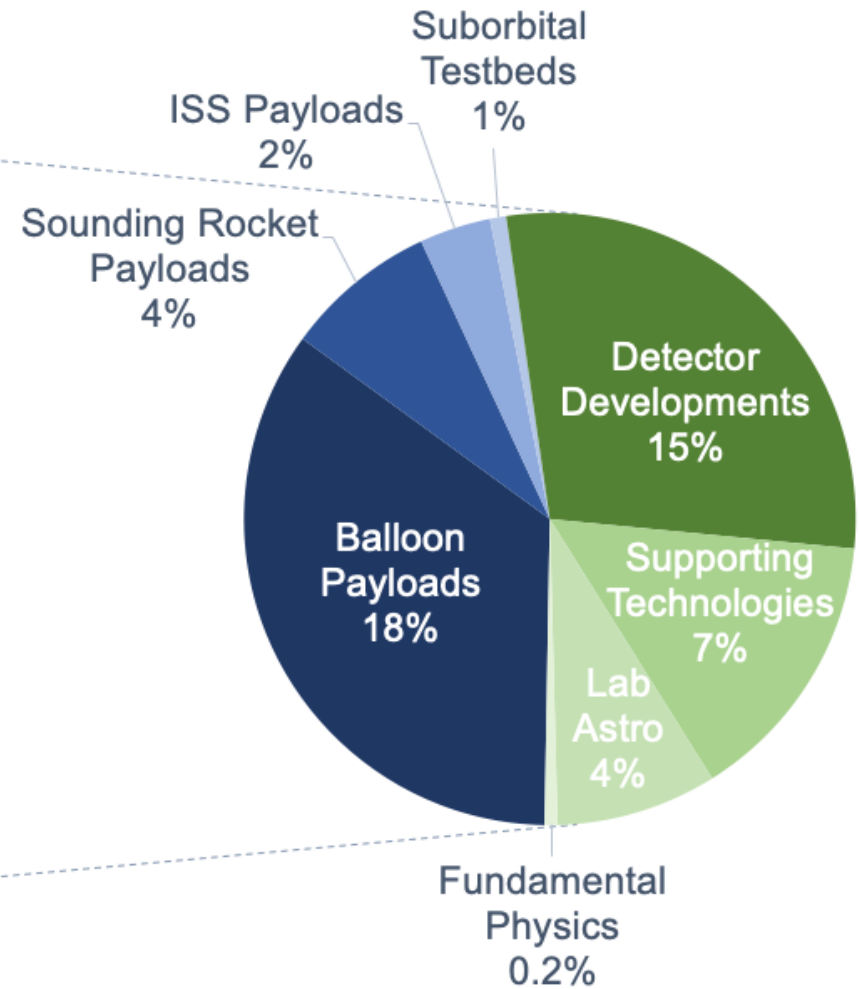 Suborbital
Testbeds
1%
ISS Payloads
2%
Sounding Rocket
Payloads
4%
Detector
Developments
15%
Supporting
Technologies
7%
Balloon
Payloads
18%
Lab
Astro
4%
Fundamental
Physics
0.2%